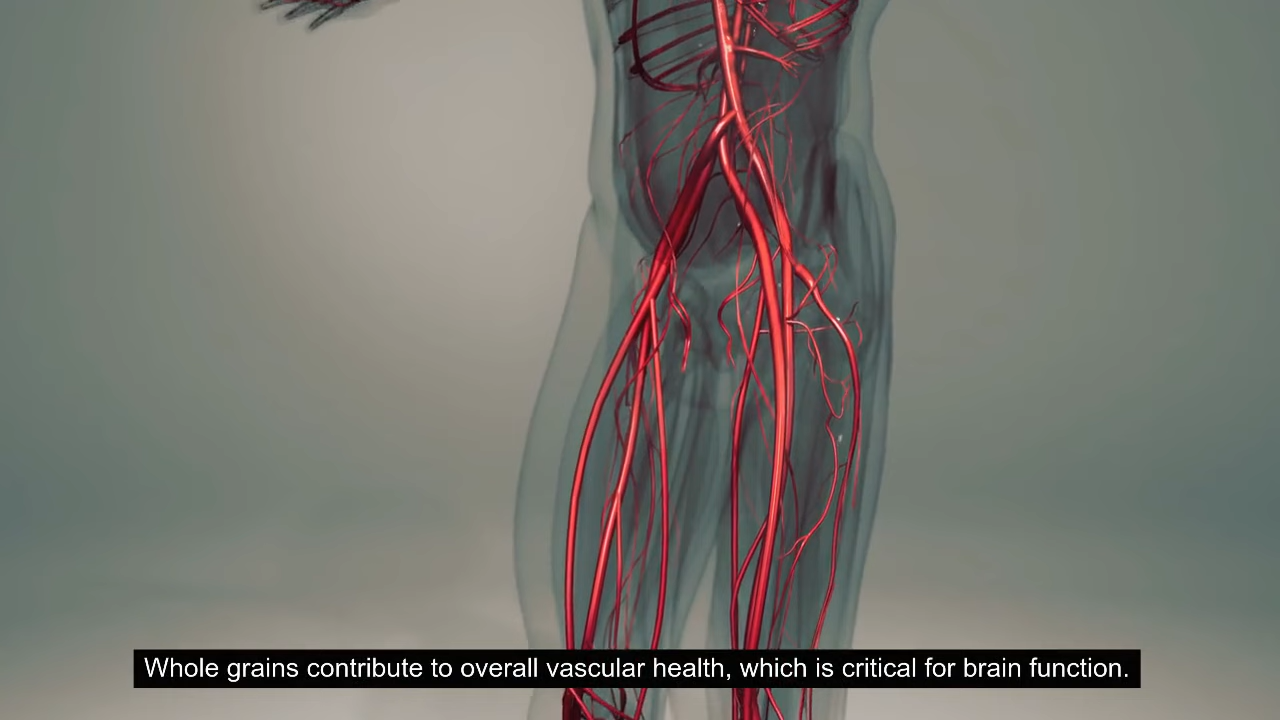 Whole grains contribute to overall vascular health, which is critical for brain function.